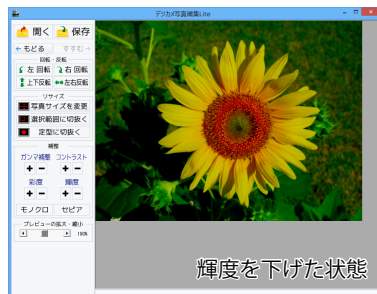 デジカメ写真編集Lite
開く 保存
もどる すすむ
回転・反転
左 回転 右 回転
上下反転 左右反転
リサイズ
写真サイズを変更
選択範囲に切抜く
定型に切抜く
補整
ガンマ補整 コントラスト
+ - + -
彩度 輝度
+ - + -
モノクロ セピア
プレビューの拡大・縮小
100%
輝度を下げた状態